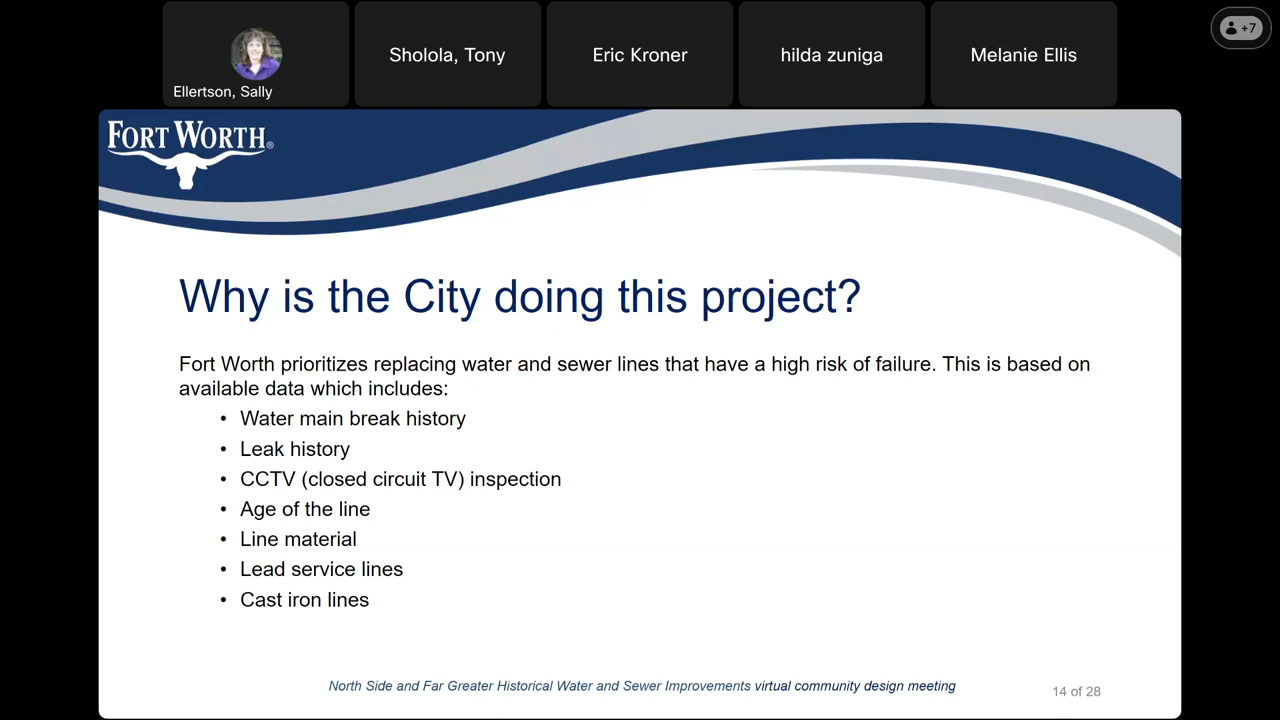 Ellertson, Sally
Sholola, Tony
Eric Kroner
hilda zuniga
Melanie Ellis
+7
FORT WORTH®
Why is the City doing this project?
Fort Worth prioritizes replacing water and sewer lines that have a high risk of failure. This is based on
available data which includes:
• Water main break history
• Leak history
• CCTV (closed circuit TV) inspection
• Age of the line
• Line material
• Lead service lines
• Cast iron lines
North Side and Far Greater Historical Water and Sewer Improvements virtual community design meeting
14 of 28